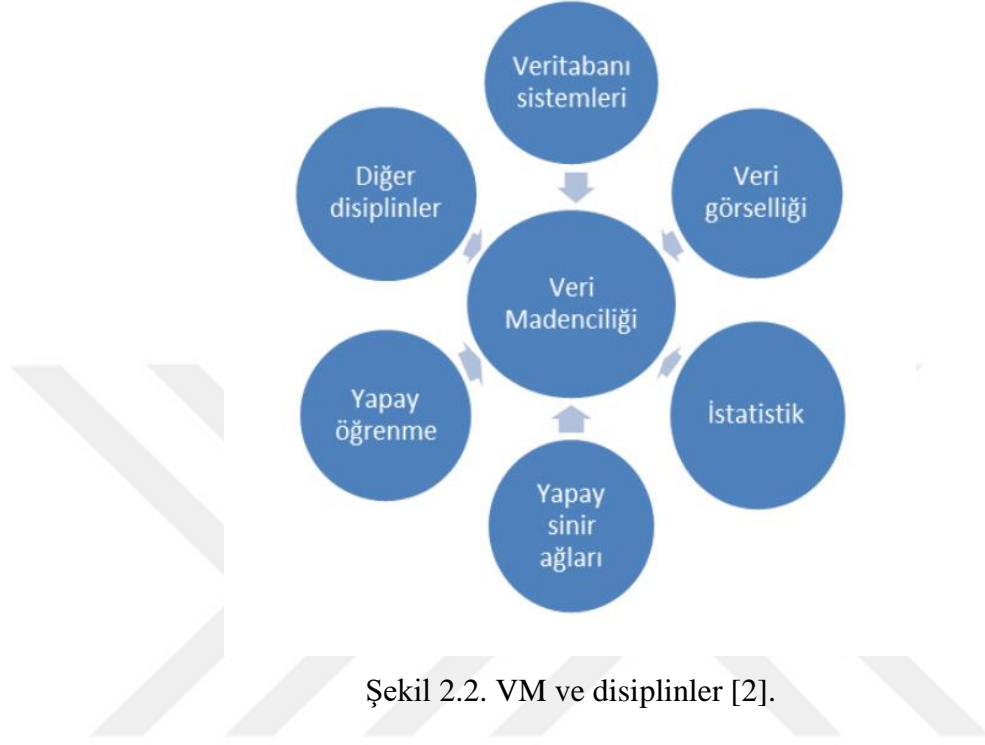 Veritabanı
sistemleri
Diğer
disiplinler
Veri
görselliği
Veri
Madenciliği
Yapay
öğrenme
İstatistik
Yapay
sinir
ağları
Şekil 2.2. VM ve disiplinler [2].